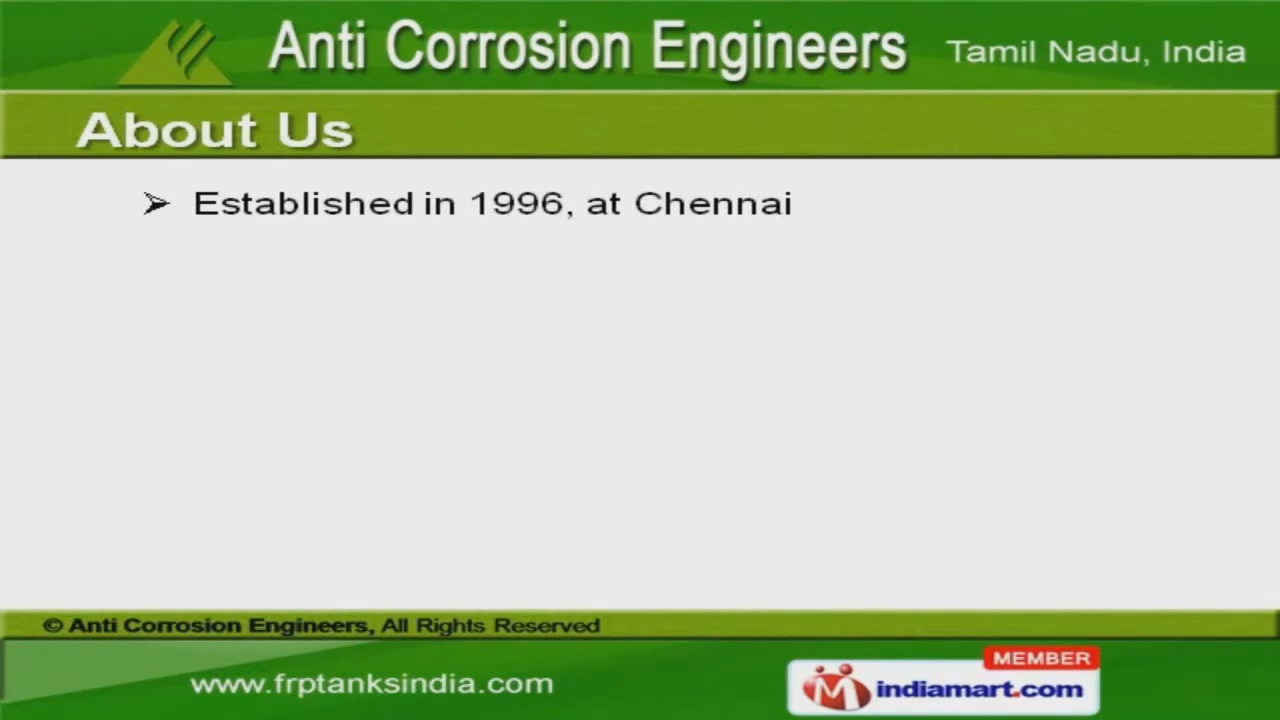 Anti Corrosion Engineers
Tamil Nadu, India
About Us
Established in 1996, at Chennai
© Anti Corrosion Engineers, All Rights Reserved
www.frptanksindia.com
MEMBER
indiamart.com